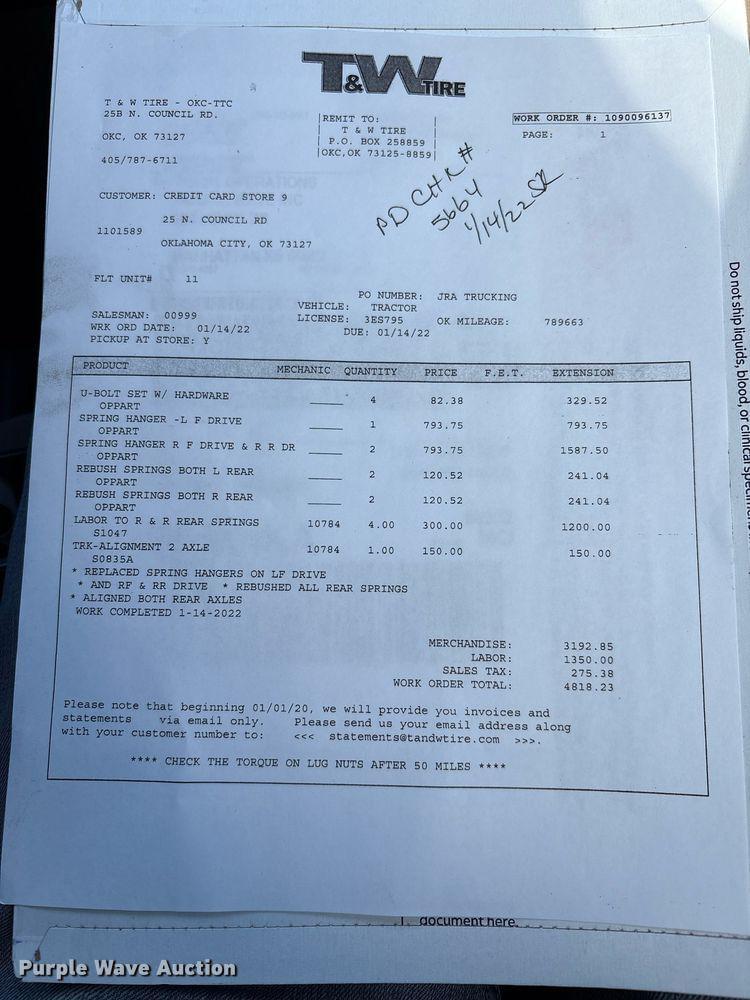 T&W TIRE
T & W TIRE - OKC-TTC
25B N. COUNCIL RD.
OKC, OK 73127
405/787-6711
REMIT TO:
T & W TIRE
P.O. BOX 258859
OKC,OK 73125-8859
WORK ORDER #: 1090096137
PAGE: 1
PD CHK #
5664
1/14/22 SR
CUSTOMER: CREDIT CARD STORE 9
25 N. COUNCIL RD
1101589
OKLAHOMA CITY, OK 73127
FLT UNIT# 11
PO NUMBER: JRA TRUCKING
VEHICLE: TRACTOR
SALESMAN: 00999 LICENSE: 3ES795 OK MILEAGE: 789663
WRK ORD DATE: 01/14/22 DUE: 01/14/22
PICKUP AT STORE: Y
PRODUCT MECHANIC QUANTITY PRICE F.E.T. EXTENSION
U-BOLT SET W/ HARDWARE 4 82.38 329.52
OPPART
SPRING HANGER -L F DRIVE 1 793.75 793.75
OPPART
SPRING HANGER R F DRIVE & R R DR 2 793.75 1587.50
OPPART
REBUSH SPRINGS BOTH L REAR 2 120.52 241.04
OPPART
REBUSH SPRINGS BOTH R REAR 2 120.52 241.04
OPPART
LABOR TO R & R REAR SPRINGS 10784 4.00 300.00 1200.00
S1047
TRK-ALIGNMENT 2 AXLE 10784 1.00 150.00 150.00
S0835A
* REPLACED SPRING HANGERS ON LF DRIVE
* AND RF & RR DRIVE * REBUSHED ALL REAR SPRINGS
* ALIGNED BOTH REAR AXLES
WORK COMPLETED 1-14-2022
MERCHANDISE: 3192.85
LABOR: 1350.00
SALES TAX: 275.38
WORK ORDER TOTAL: 4818.23
Please note that beginning 01/01/20, we will provide you invoices and
statements via email only. Please send us your email address along
with your customer number to: <<< statements@tandwtire.com >>>.
**** CHECK THE TORQUE ON LUG NUTS AFTER 50 MILES ****
Do not ship liquids, blood, or clinical
document here.
Purple Wave Auction